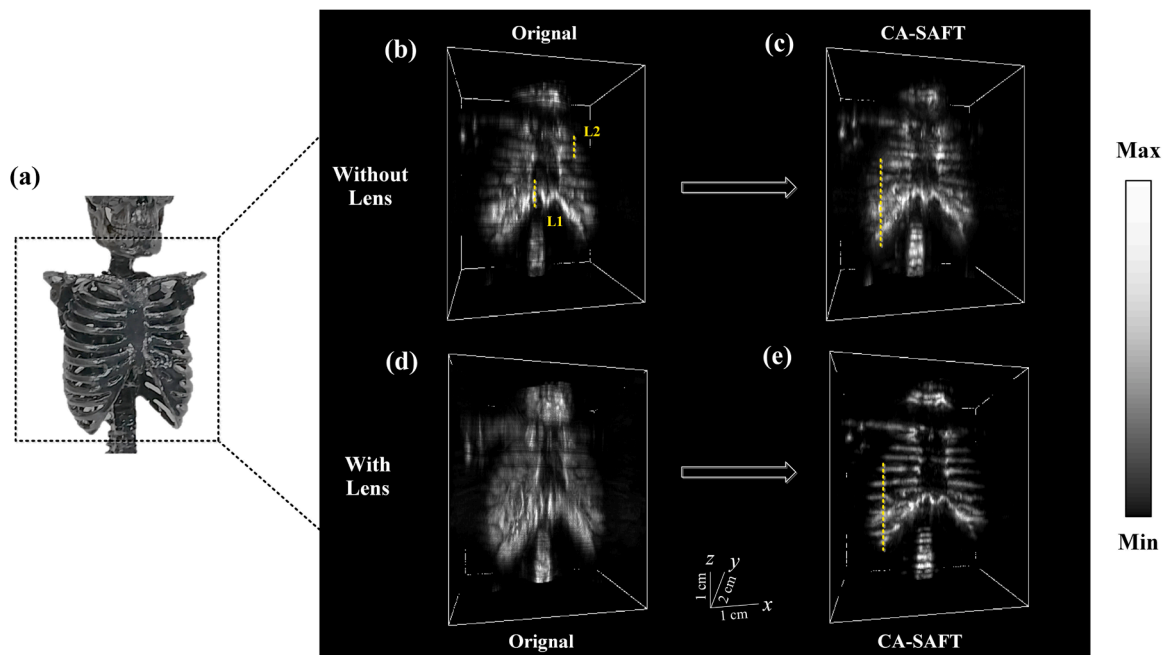 (a)
Without
Lens
With
Lens
(b)
Orignal
L2
L1
(c)
CA-SAFT
(d)
Orignal
(e)
CA-SAFT
z
y
x
1 cm
2 cm
1 cm
Max
Min